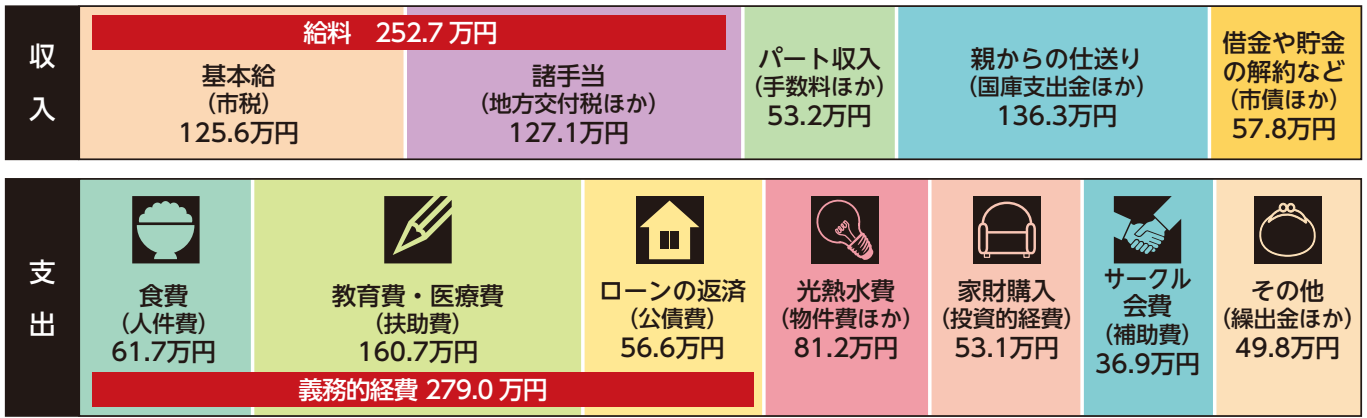 収入
給料 252.7万円
基本給
(市税)
125.6万円
諸手当
(地方交付税ほか)
127.1万円
パート収入
(手数料ほか)
53.2万円
親からの仕送り
(国庫支出金ほか)
136.3万円
借金や貯金
の解約など
(市債ほか)
57.8万円
支出
食費
(人件費)
61.7万円
教育費・医療費
(扶助費)
160.7万円
ローンの返済
(公債費)
56.6万円
義務的経費 279.0万円
光熱水費
(物件費ほか)
81.2万円
家財購入
(投資的経費)
53.1万円
サークル
会費
(補助費)
36.9万円
その他
(繰出金ほか)
49.8万円